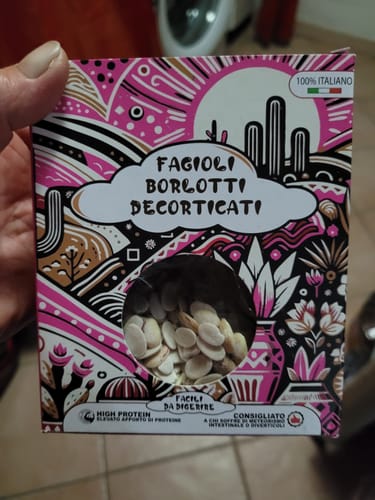 100% ITALIANO
FAGIOLI
BORLOTTI
DECORTICATI
FACILI
DA DIGERIRE
HIGH PROTEIN
ELEVATO APPORTO DI PROTEINE
CONSIGLIATO
A CHI SOFFRE DI METEORISMO
INTESTINALE O DIVERTICOLI